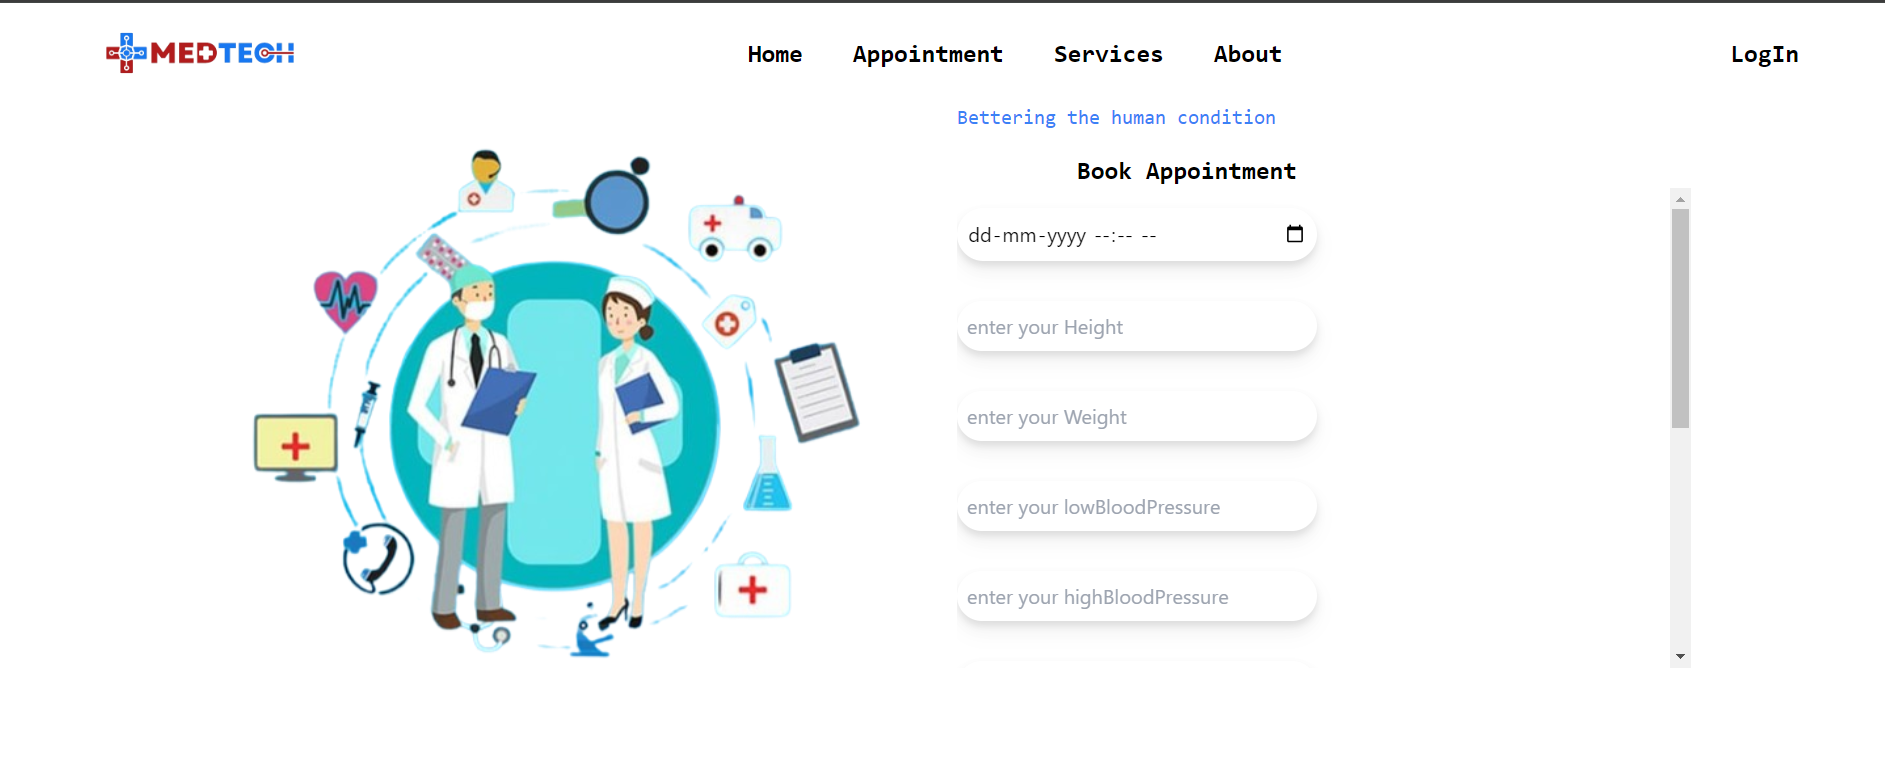 MEDTECH
Home Appointment Services About LogIn
Bettering the human condition
Book Appointment
dd-mm-yyyy --:-- --
enter your Height
enter your Weight
enter your lowBloodPressure
enter your highBloodPressure